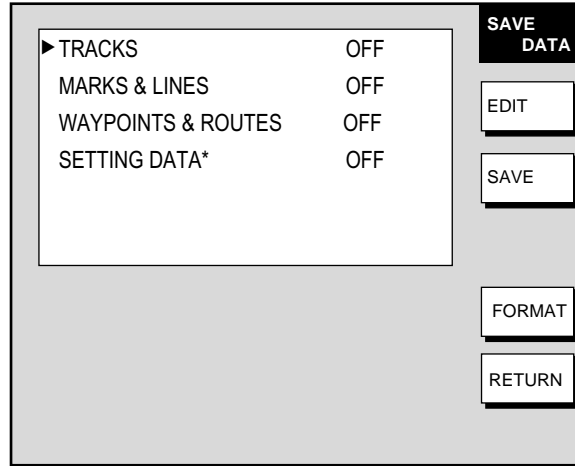 SAVE
DATA
▶TRACKS OFF
MARKS & LINES OFF
WAYPOINTS & ROUTES OFF
SETTING DATA* OFF
EDIT
SAVE
FORMAT
RETURN